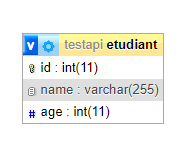 v testapi etudiant
id : int(11)
name : varchar(255)
# age : int(11)